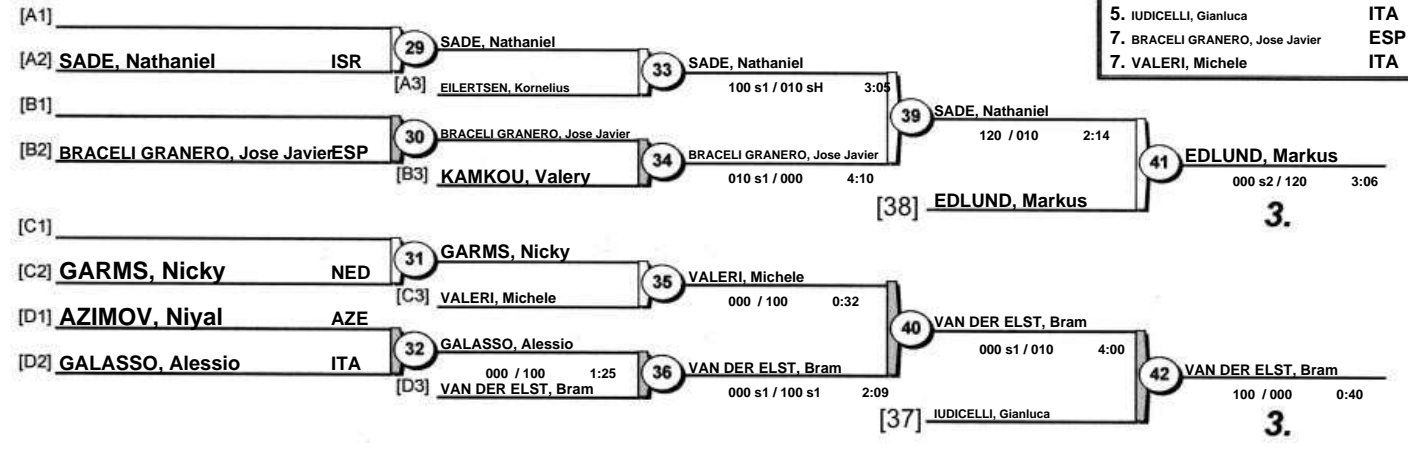 5. IUDICELLI, Gianluca ITA
7. BRACELI GRANERO, Jose Javier ESP
7. VALERI, Michele ITA
[A1]
[A2] SADE, Nathaniel ISR
29
SADE, Nathaniel
[A3] EILERTSEN, Kornelius
33
SADE, Nathaniel
100 s1 / 010 sH 3:05
[B1]
[B2] BRACELI GRANERO, Jose Javier ESP
30
BRACELI GRANERO, Jose Javier
[B3] KAMKOU, Valery
34
BRACELI GRANERO, Jose Javier
010 s1 / 000 4:10
39
SADE, Nathaniel
120 / 010 2:14
[38] EDLUND, Markus
41
EDLUND, Markus
000 s2 / 120 3:06
3.
[C1]
[C2] GARMS, Nicky NED
31
GARMS, Nicky
[C3] VALERI, Michele
35
VALERI, Michele
000 / 100 0:32
[D1] AZIMOV, Niyal AZE
[D2] GALASSO, Alessio ITA
32
GALASSO, Alessio
000 / 100 1:25
[D3] VAN DER ELST, Bram
36
VAN DER ELST, Bram
000 s1 / 100 s1 2:09
40
VAN DER ELST, Bram
000 s1 / 010 4:00
[37] IUDICELLI, Gianluca
42
VAN DER ELST, Bram
100 / 000 0:40
3.